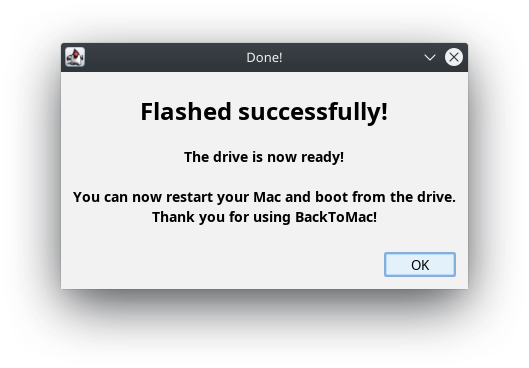 Done!
Flashed successfully!
The drive is now ready!
You can now restart your Mac and boot from the drive.
Thank you for using BackToMac!
OK